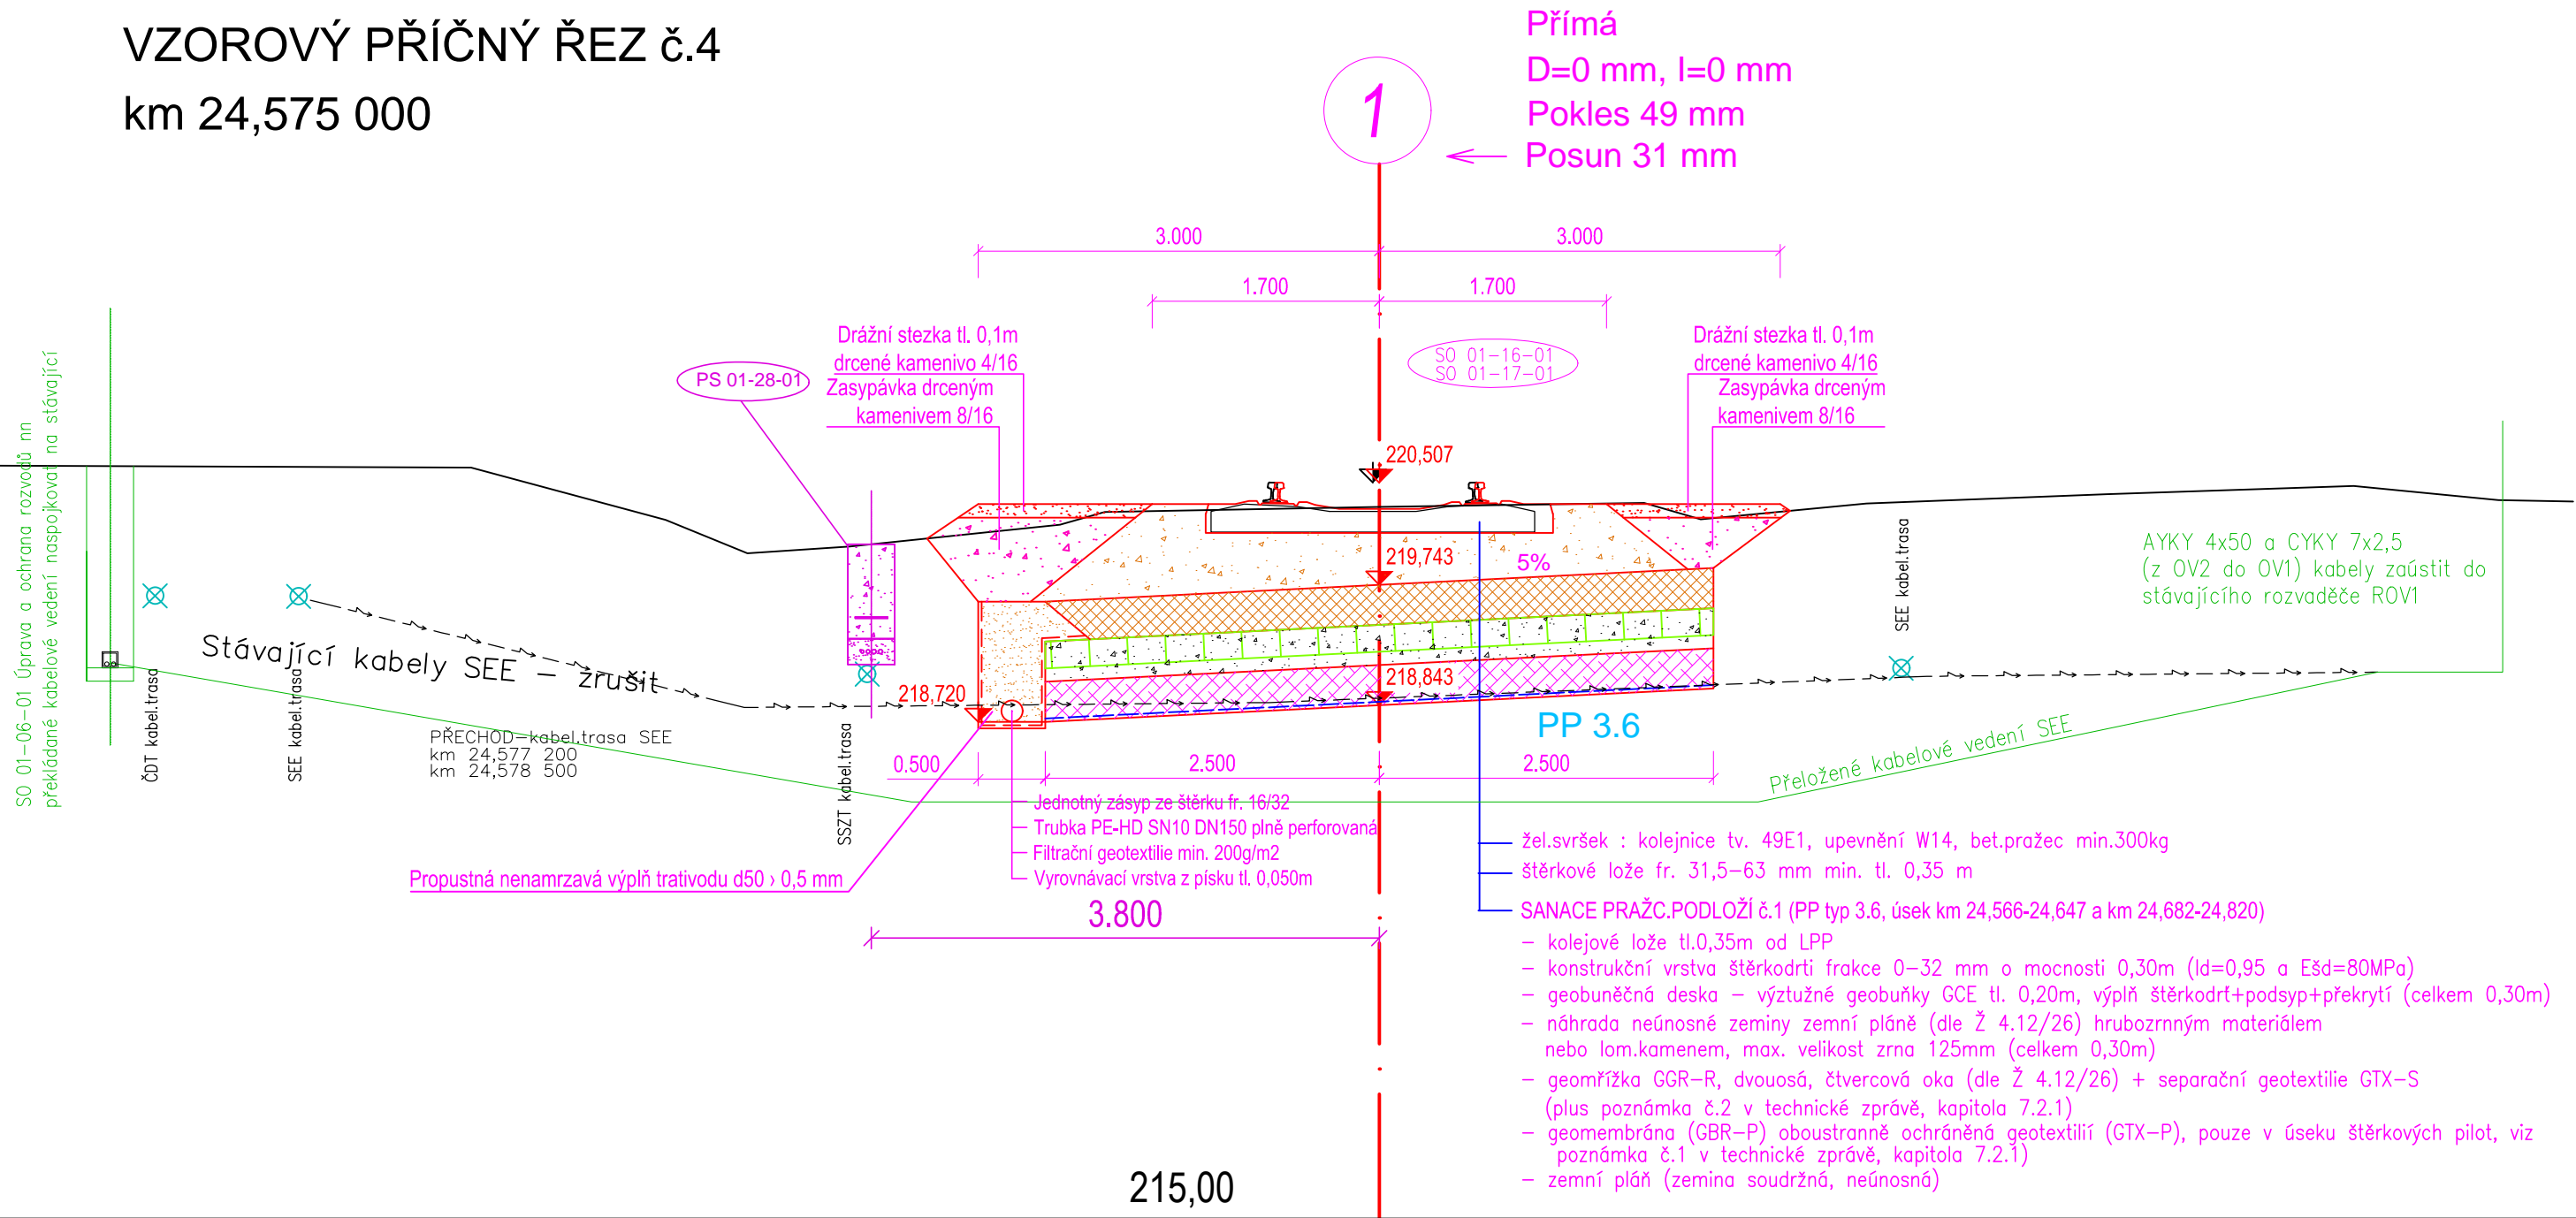 VZOROVÝ PŘÍČNÝ ŘEZ č.4
km 24,575 000
1
Přímá
D=0 mm, I=0 mm
Pokles 49 mm
Posun 31 mm
3.000
3.000
1.700
1.700
Drážní stezka tl. 0,1m
drcené kamenivo 4/16
Zasypávka drceným
kamenivem 8/16
PS 01-28-01
SO 01-16-01
SO 01-17-01
Drážní stezka tl. 0,1m
drcené kamenivo 4/16
Zasypávka drceným
kamenivem 8/16
220,507
219,743
5%
218,843
218,720
PP 3.6
SO 01-06-01 Úprava a ochrana rozvodů nn
překládané kabelové vedení naspojkovat na stávající
ČDT kabel.trasa
SEE kabel.trasa
Stávající kabely SEE – zrušit
PŘECHOD-kabel.trasa SEE
km 24,577 200
km 24,578 500
SSZT kabel.trasa
SEE kabel.trasa
AYKY 4x50 a CYKY 7x2,5
(z OV2 do OV1) kabely zaústit do
stávajícího rozvaděče ROV1
Přeložené kabelové vedení SEE
0.500
2.500
2.500
Jednotný zásyp ze štěrku fr. 16/32
Trubka PE-HD SN10 DN150 plně perforovaná
Filtrační geotextilie min. 200g/m2
Vyrovnávací vrstva z písku tl. 0,050m
Propustná nenamrzavá výplň trativodu d50 › 0,5 mm
3.800
žel.svršek : kolejnice tv. 49E1, upevnění W14, bet.pražec min.300kg
štěrkové lože fr. 31,5–63 mm min. tl. 0,35 m
SANACE PRAŽC.PODLOŽÍ č.1 (PP typ 3.6, úsek km 24,566-24,647 a km 24,682-24,820)
– kolejové lože tl.0,35m od LPP
– konstrukční vrstva štěrkodrti frakce 0–32 mm o mocnosti 0,30m (Id=0,95 a Ešd=80MPa)
– geobuněčná deska – výztužné geobuňky GCE tl. 0,20m, výplň štěrkodrť+podsyp+překrytí (celkem 0,30m)
– náhrada neúnosné zeminy zemní pláně (dle Ž 4.12/26) hrubozrnným materiálem
nebo lom.kamenem, max. velikost zrna 125mm (celkem 0,30m)
– geomřížka GGR–R, dvouosá, čtvercová oka (dle Ž 4.12/26) + separační geotextilie GTX–S
(plus poznámka č.2 v technické zprávě, kapitola 7.2.1)
– geomembrána (GBR–P) oboustranně ochráněná geotextilií (GTX–P), pouze v úseku štěrkových pilot, viz
poznámka č.1 v technické zprávě, kapitola 7.2.1)
– zemní pláň (zemina soudržná, neúnosná)
215,00